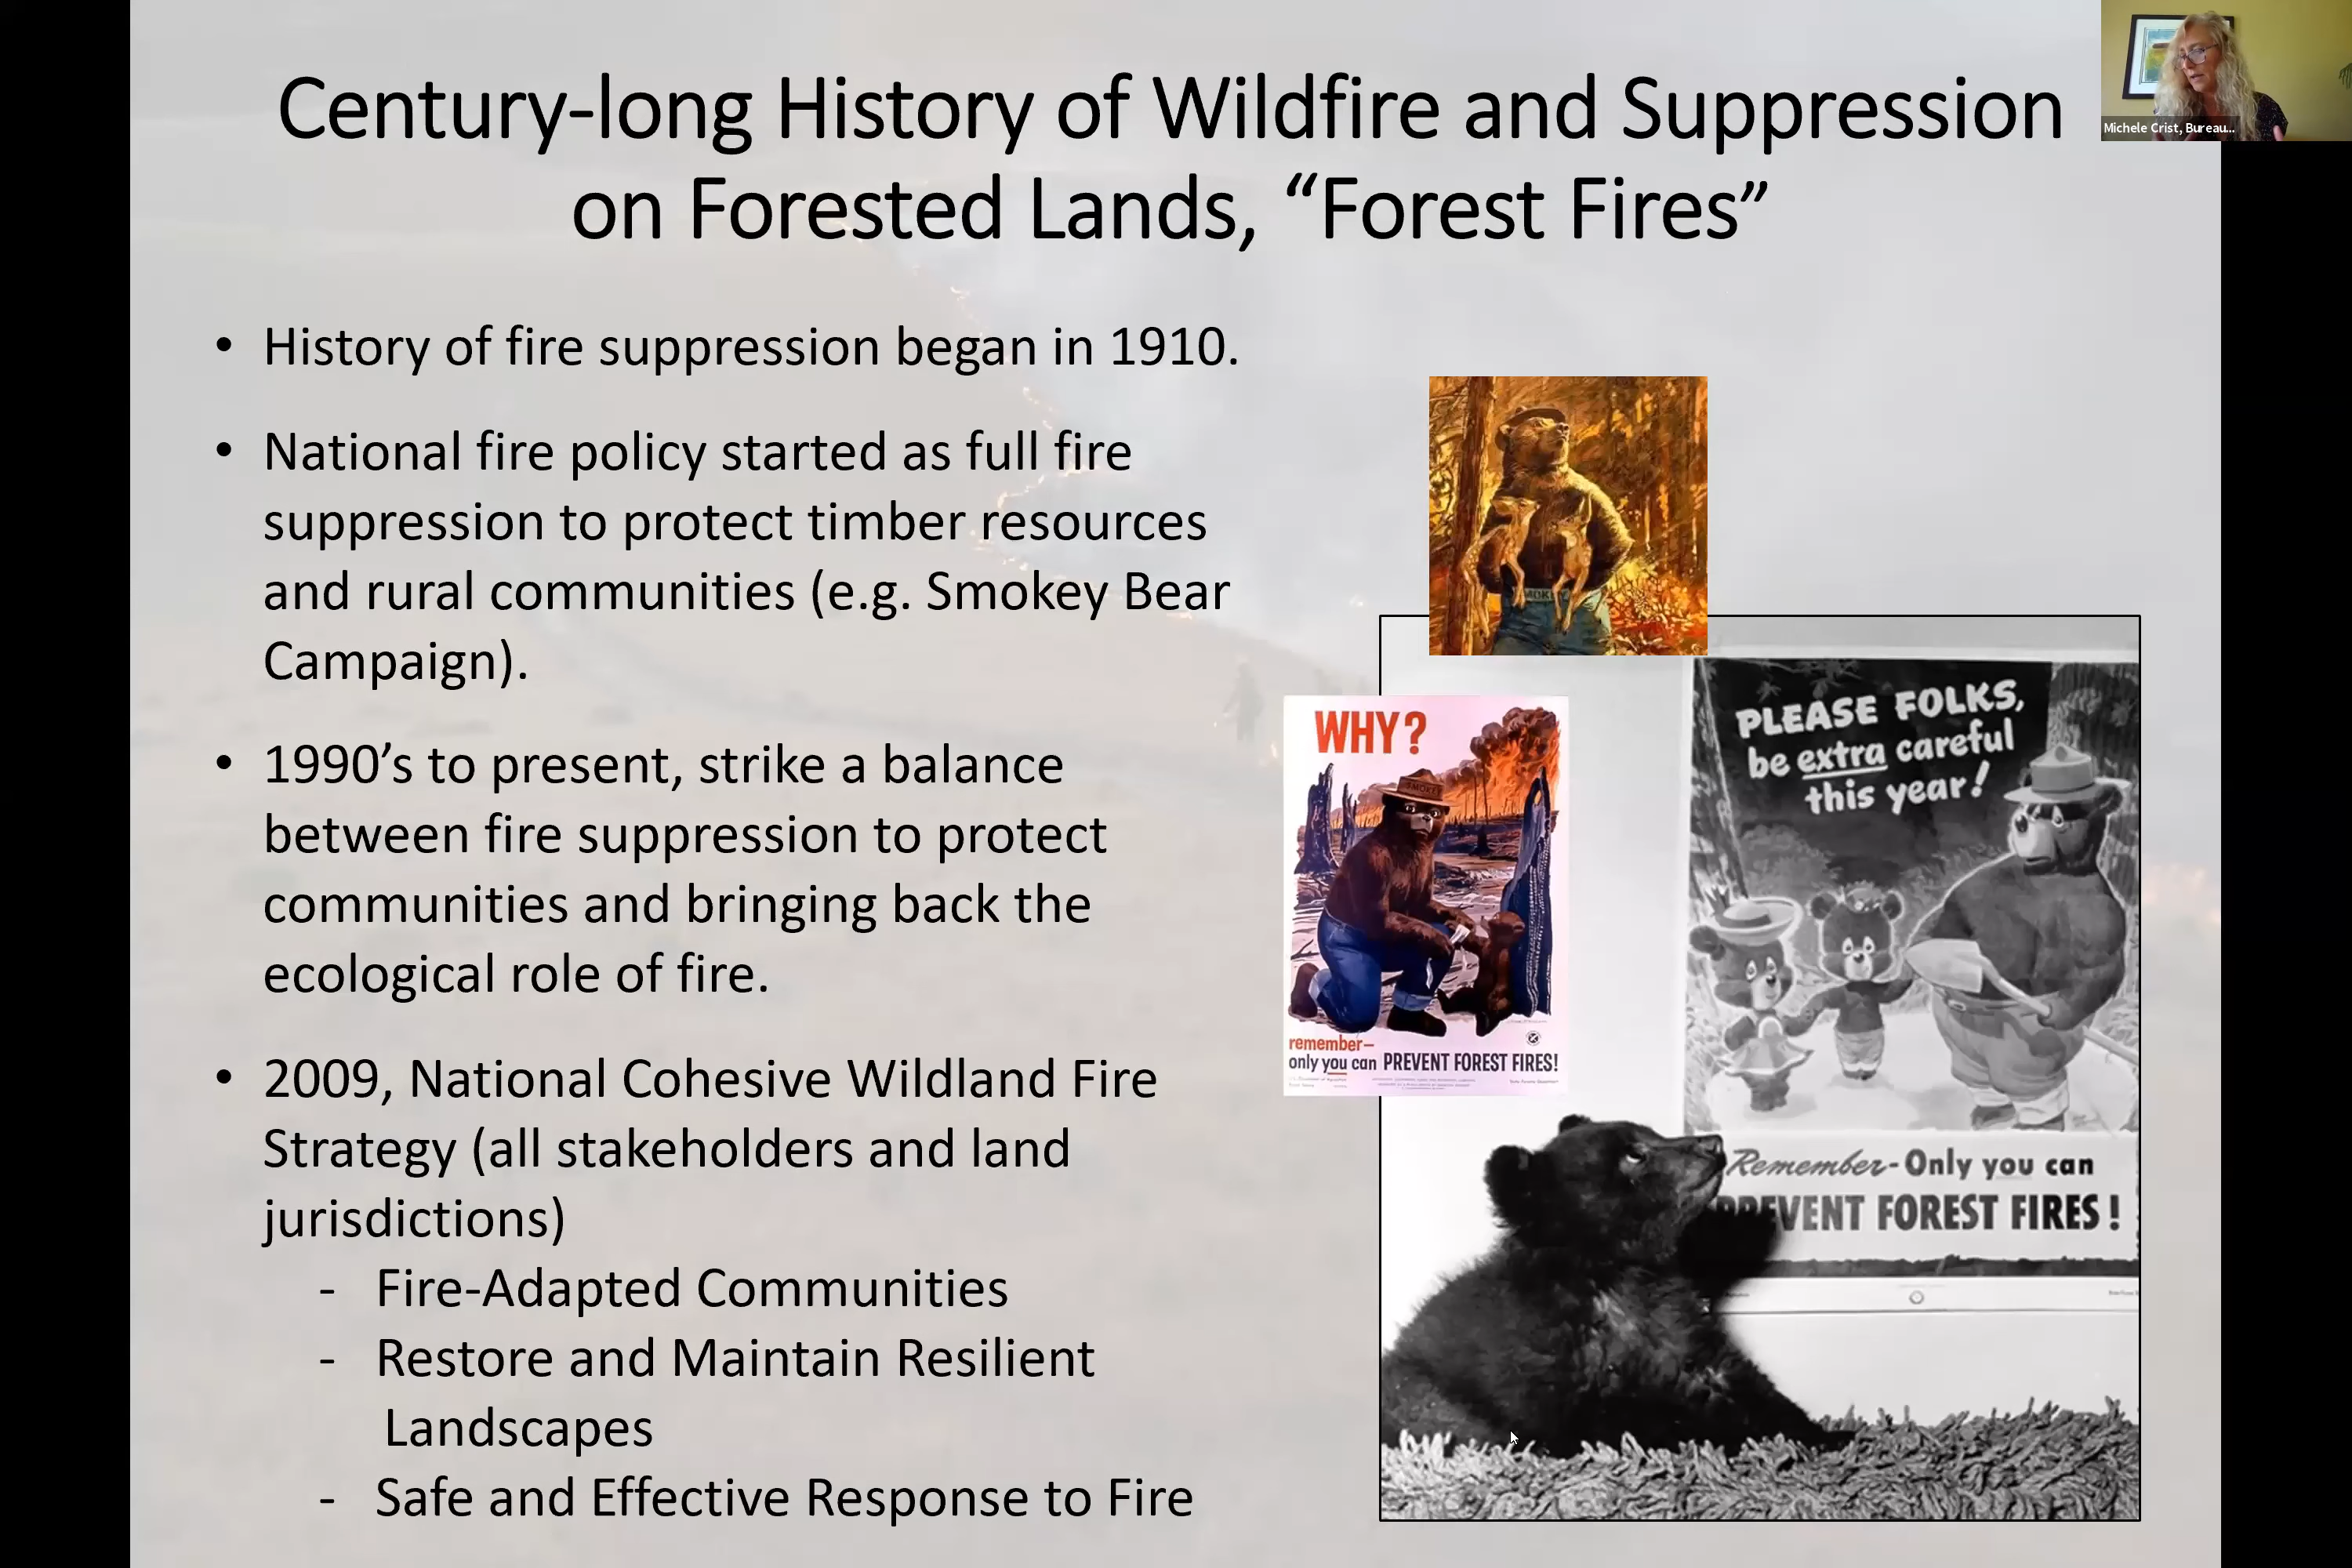 Century-long History of Wildfire and Suppression
on Forested Lands, “Forest Fires”
Michele Crist, Bureau...
• History of fire suppression began in 1910.
• National fire policy started as full fire
suppression to protect timber resources
and rural communities (e.g. Smokey Bear
Campaign).
• 1990’s to present, strike a balance
between fire suppression to protect
communities and bringing back the
ecological role of fire.
• 2009, National Cohesive Wildland Fire
Strategy (all stakeholders and land
jurisdictions)
- Fire-Adapted Communities
- Restore and Maintain Resilient
Landscapes
- Safe and Effective Response to Fire
SMOKEY
WHY?
SMOKEY
remember–
only you can PREVENT FOREST FIRES!
PLEASE FOLKS,
be extra careful
this year!
Remember- Only you can
PREVENT FOREST FIRES!